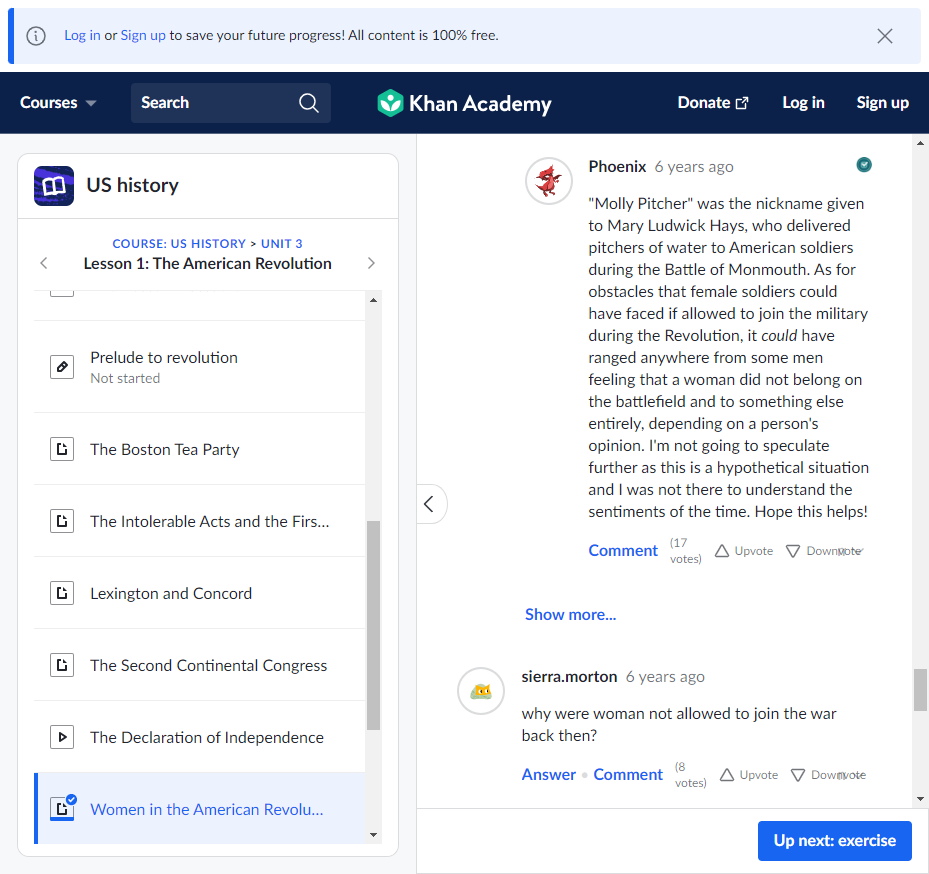 Log in or Sign up to save your future progress! All content is 100% free.
Courses
Search
Khan Academy
Donate
Log in
Sign up
US history
COURSE: US HISTORY > UNIT 3
Lesson 1: The American Revolution
Prelude to revolution
Not started
The Boston Tea Party
The Intolerable Acts and the Firs...
Lexington and Concord
The Second Continental Congress
The Declaration of Independence
Women in the American Revolu...
Phoenix 6 years ago
"Molly Pitcher" was the nickname given
to Mary Ludwick Hays, who delivered
pitchers of water to American soldiers
during the Battle of Monmouth. As for
obstacles that female soldiers could
have faced if allowed to join the military
during the Revolution, it could have
ranged anywhere from some men
feeling that a woman did not belong on
the battlefield and to something else
entirely, depending on a person's
opinion. I'm not going to speculate
further as this is a hypothetical situation
and I was not there to understand the
sentiments of the time. Hope this helps!
Comment (17 votes) Upvote Downvote
Show more...
sierra.morton 6 years ago
why were woman not allowed to join the war
back then?
Answer • Comment (8 votes) Upvote Downvote
Up next: exercise